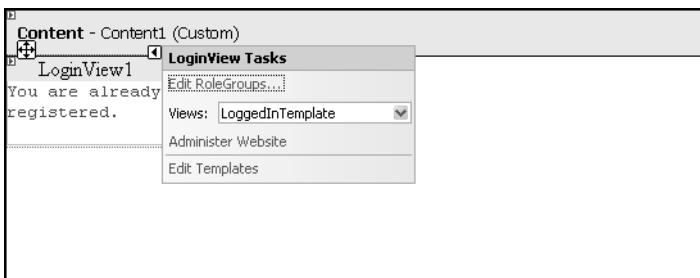 Content - Content1 (Custom)
LoginView1
You are already
registered.
LoginView Tasks
Edit RoleGroups...
Views: LoggedInTemplate
Administer Website
Edit Templates